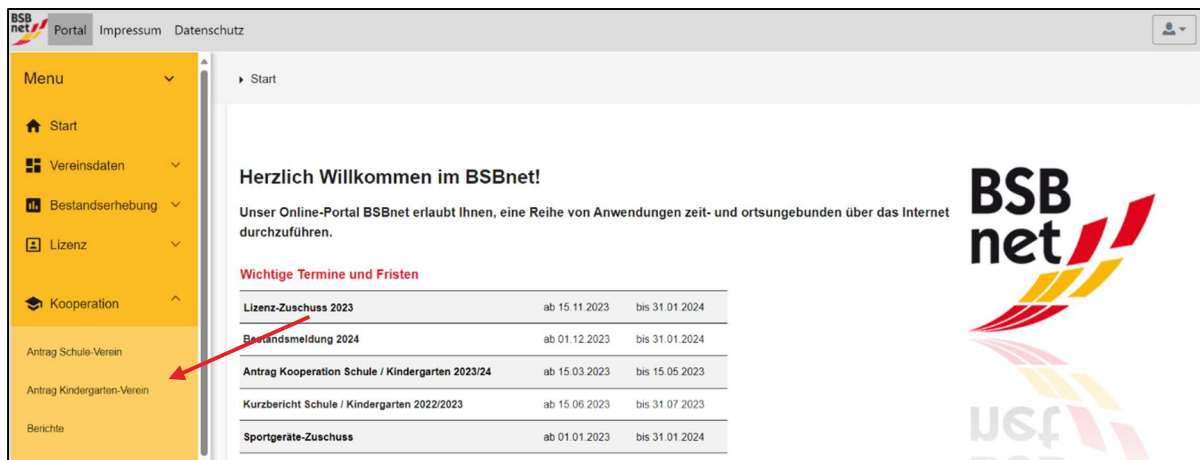 BSB
net
Portal Impressum Datenschutz
Menu
Start
Vereinsdaten
Bestandserhebung
Lizenz
Kooperation
Antrag Schule-Verein
Antrag Kindergarten-Verein
Berichte
Start
Herzlich Willkommen im BSBnet!
Unser Online-Portal BSBnet erlaubt Ihnen, eine Reihe von Anwendungen zeit- und ortsungebunden über das Internet
durchzuführen.
Wichtige Termine und Fristen
Lizenz-Zuschuss 2023 ab 15.11.2023 bis 31.01.2024
Bestandsmeldung 2024 ab 01.12.2023 bis 31.01.2024
Antrag Kooperation Schule / Kindergarten 2023/24 ab 15.03.2023 bis 15.05.2023
Kurzbericht Schule / Kindergarten 2022/2023 ab 15.06.2023 bis 31.07.2023
Sportgeräte-Zuschuss ab 01.01.2023 bis 31.01.2024
BSB
net